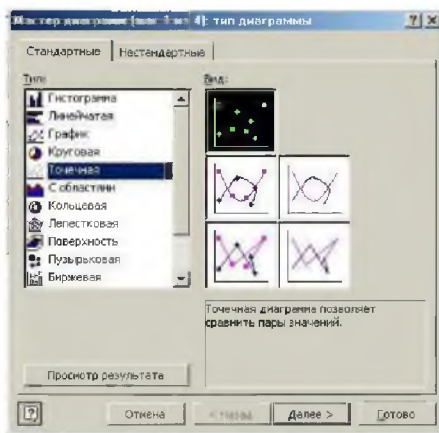 Мастер диаграмм (шаг 1 из 4): тип диаграммы
Стандартные Нестандартные
Тип:
Вид:
Гистограмма
Линейчатая
График
Круговая
Точечная
С областями
Кольцевая
Лепестковая
Поверхность
Пузырьковая
Биржевая
Точечная диаграмма позволяет
сравнить пары значений.
Просмотр результата
Отмена < Назад Далее > Готово